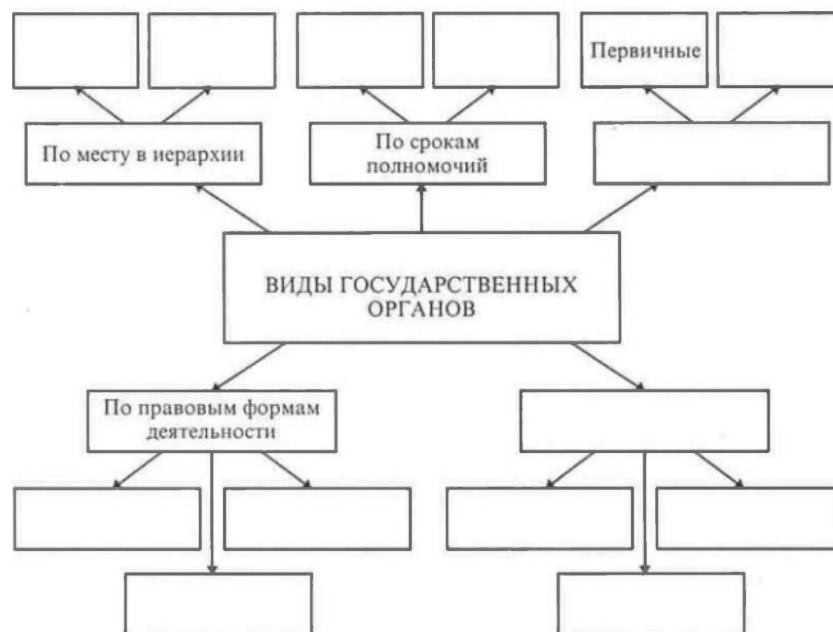 Первичные
По месту в иерархии
По срокам
полномочий
ВИДЫ ГОСУДАРСТВЕННЫХ
ОРГАНОВ
По правовым формам
деятельности